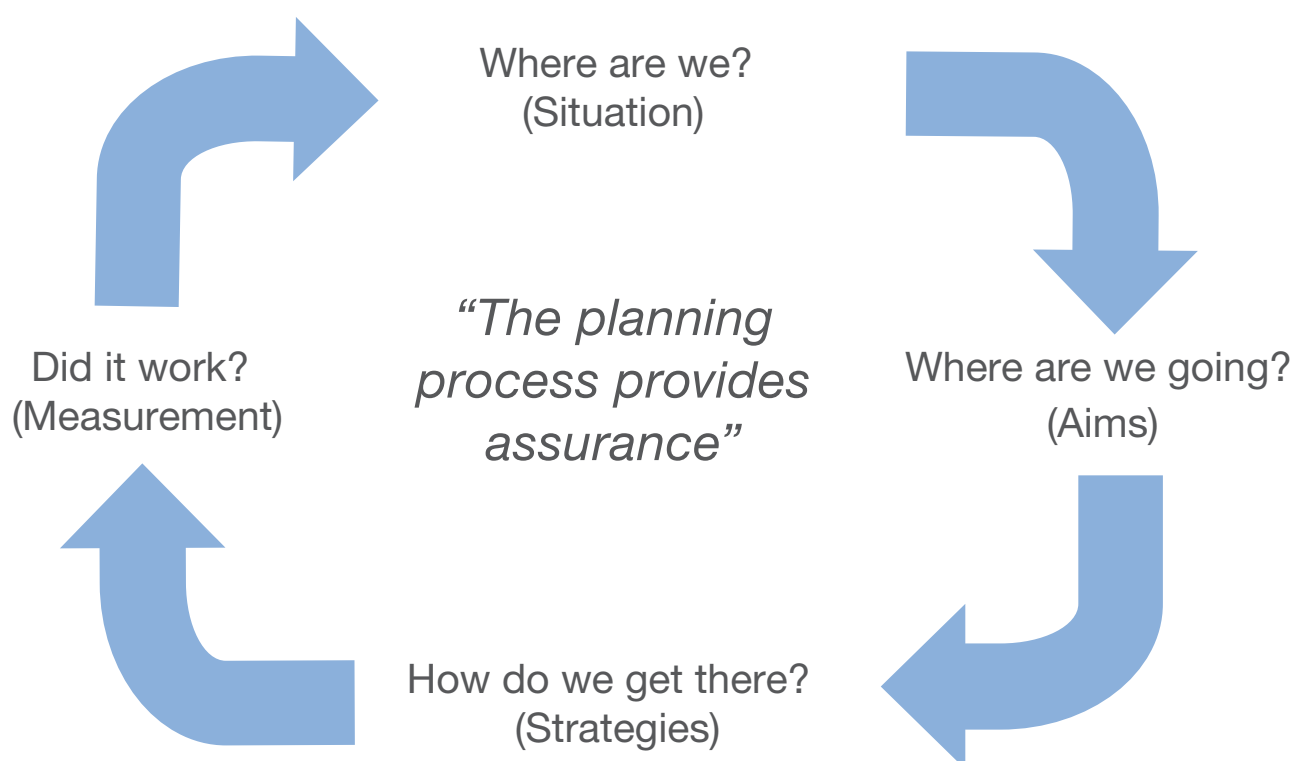 Where are we?
(Situation)
“The planning
process provides
assurance”
Did it work?
(Measurement)
Where are we going?
(Aims)
How do we get there?
(Strategies)